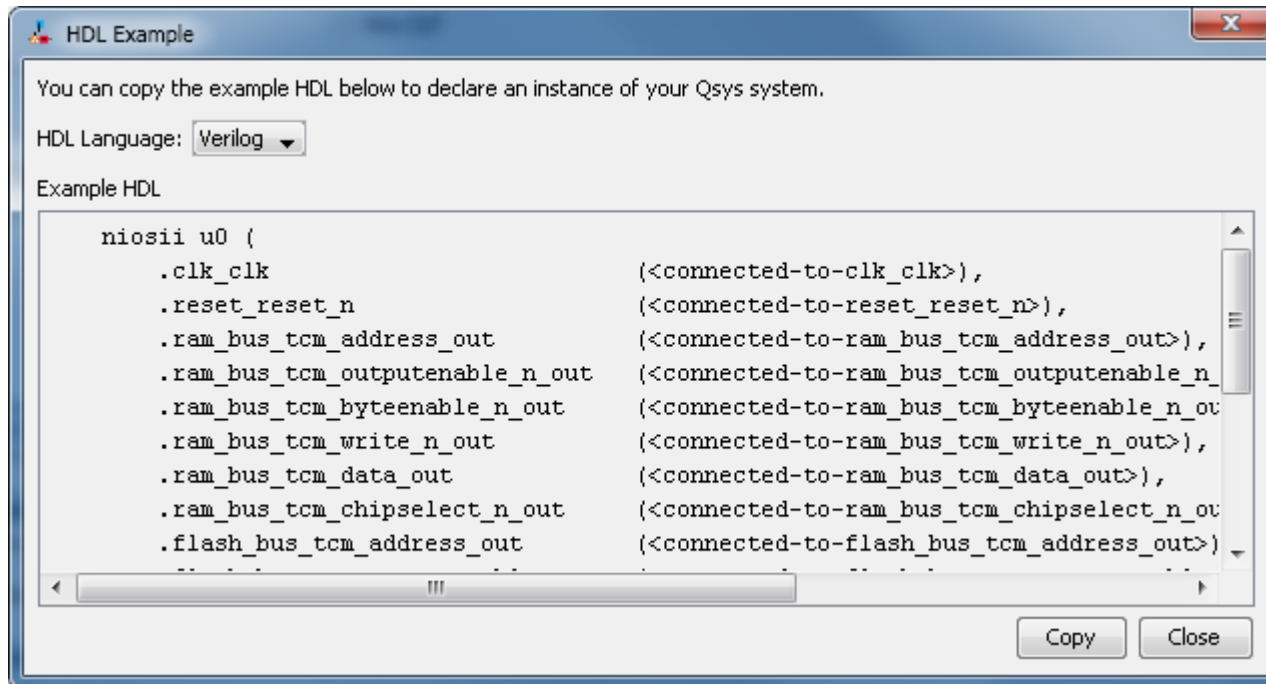 HDL Example
You can copy the example HDL below to declare an instance of your Qsys system.
HDL Language: Verilog
Example HDL
niosii u0 (
.clk_clk (<connected-to-clk_clk>),
.reset_reset_n (<connected-to-reset_reset_n>),
.ram_bus_tcm_address_out (<connected-to-ram_bus_tcm_address_out>),
.ram_bus_tcm_outputenable_n_out (<connected-to-ram_bus_tcm_outputenable_n_
.ram_bus_tcm_byteenable_n_out (<connected-to-ram_bus_tcm_byteenable_n_ou
.ram_bus_tcm_write_n_out (<connected-to-ram_bus_tcm_write_n_out>),
.ram_bus_tcm_data_out (<connected-to-ram_bus_tcm_data_out>),
.ram_bus_tcm_chipselect_n_out (<connected-to-ram_bus_tcm_chipselect_n_ou
.flash_bus_tcm_address_out (<connected-to-flash_bus_tcm_address_out>)
Copy Close